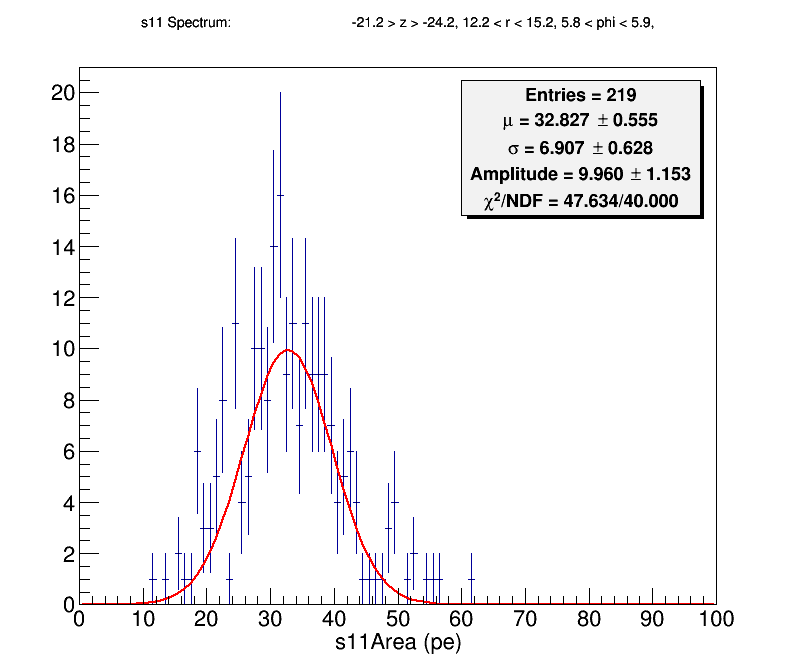 s11 Spectrum: -21.2 > z > -24.2, 12.2 < r < 15.2, 5.8 < phi < 5.9,
Entries = 219
μ = 32.827 ± 0.555
σ = 6.907 ± 0.628
Amplitude = 9.960 ± 1.153
χ²/NDF = 47.634/40.000
20
18
16
14
12
10
8
6
4
2
0
0 10 20 30 40 50 60 70 80 90 100
s11Area (pe)